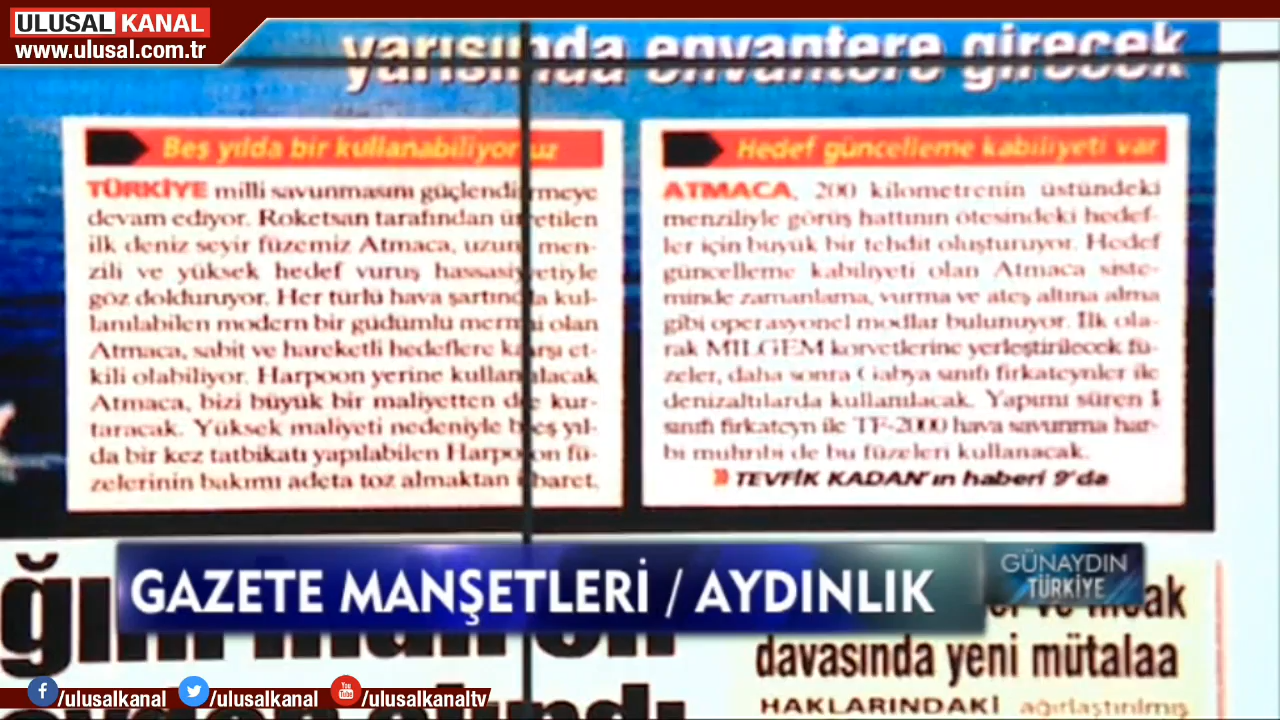 ULUSAL KANAL
www.ulusal.com.tr
yarısında envantere girecek
Beş yılda bir kullanabiliyoruz
TÜRKİYE milli savunmasını güçlendirmeye
devam ediyor. Roketsan tarafından üretilen
ilk deniz seyir füzemiz Atmaca, uzun men-
zili ve yüksek hedef vuruş hassasiyetiyle
göz dolduruyor. Her türlü hava şartında kul-
lanılabilen modern bir güdümlü mermi olan
Atmaca, sabit ve hareketli hedeflere karşı et-
kili olabiliyor. Harpoon yerine kullanılacak
Atmaca, bizi büyük bir maliyetten de kur-
taracak. Yüksek maliyeti nedeniyle beş yıl-
da bir kez tatbikatı yapılabilen Harpoon fü-
zelerinin bakımı adeta toz almaktan ibaret.
Hedef güncelleme kabiliyeti var
ATMACA, 200 kilometrenin üstündeki
menziliyle görüş hattının ötesindeki hedef-
ler için büyük bir tehdit oluşturuyor. Hedef
güncelleme kabiliyeti olan Atmaca siste-
minde zamanlama, vurma ve ateş altına alma
gibi operasyonel modlar bulunuyor. İlk ola-
rak MİLGEM korvetlerine yerleştirilecek fü-
zeler, daha sonra Gabya sınıfı firkateynler ile
denizaltılarda kullanılacak. Yapımı süren İ
sınıfı firkateyn ile TF-2000 hava savunma har-
bi muhribi de bu füzeleri kullanacak.
TEVFİK KADAN'ın haberi 9'da
GAZETE MANŞETLERİ / AYDINLIK
GÜNAYDIN
TÜRKİYE
davasında yeni mütalaa
HAKLARINDAKİ ağırlaştırılmış
/ulusalkanal /ulusalkanal You Tube /ulusalkanaltv